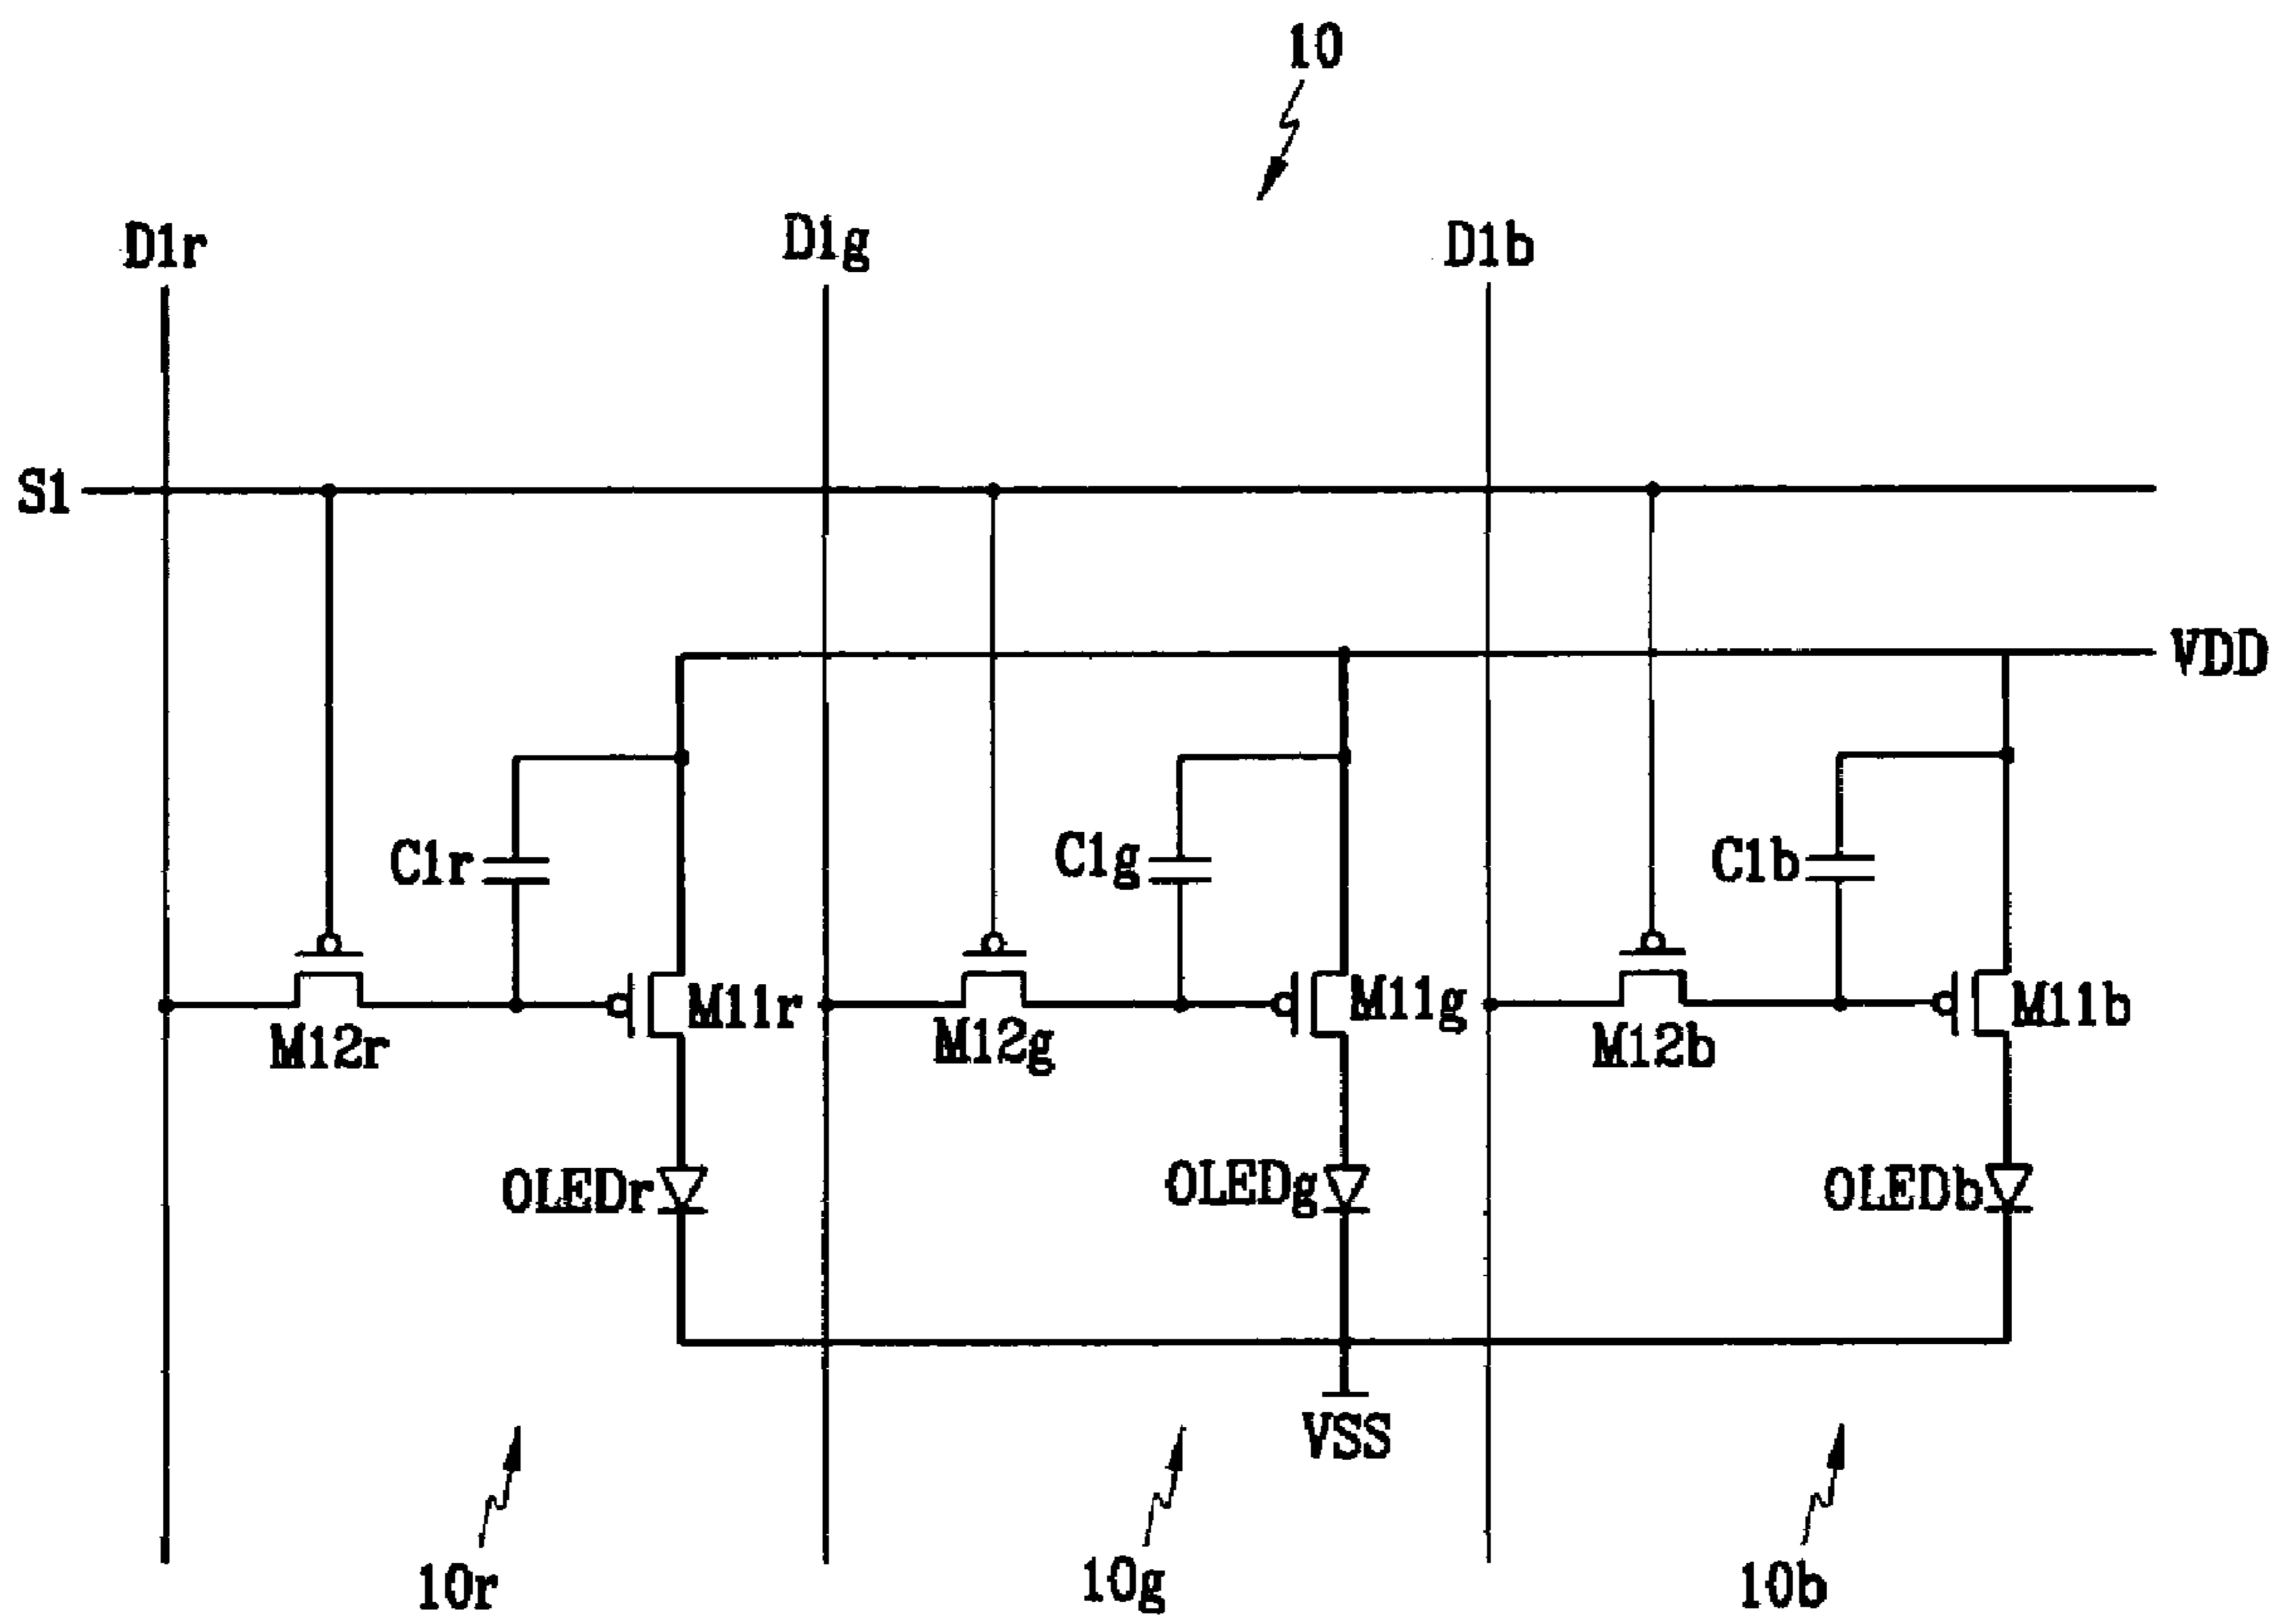 10
D1r
D1g
D1b
S1
VDD
C1r
C1g
C1b
M11r
M11g
M11b
M12r
M12g
M12b
OLEDr
OLEDg
OLEDb
VSS
10r
10g
10b